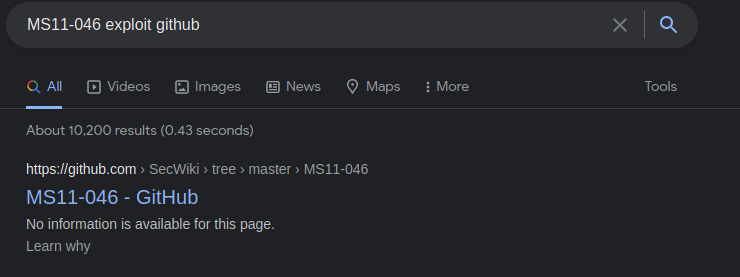 MS11-046 exploit github
All Videos Images News Maps More Tools
About 10,200 results (0.43 seconds)
https://github.com › SecWiki › tree › master › MS11-046
MS11-046 - GitHub
No information is available for this page.
Learn why